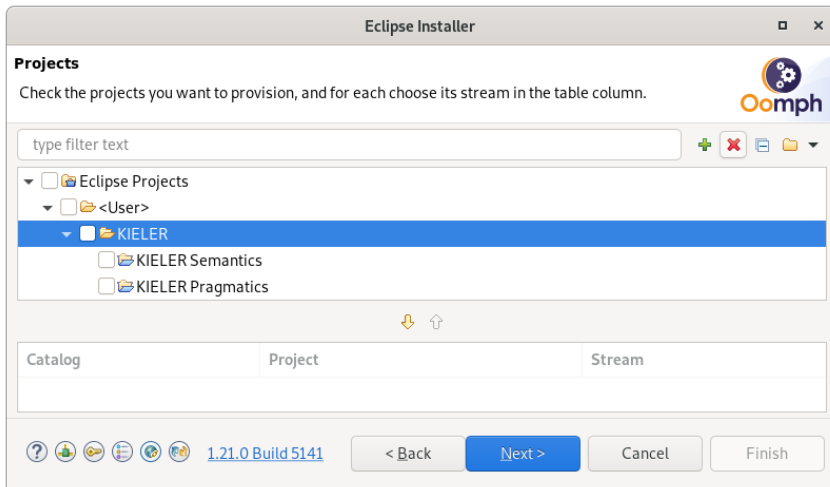 Eclipse Installer
Projects
Check the projects you want to provision, and for each choose its stream in the table column.
Oomph
type filter text
Eclipse Projects
<User>
KIELER
KIELER Semantics
KIELER Pragmatics
Catalog Project Stream
? 1.21.0 Build 5141 < Back Next > Cancel Finish